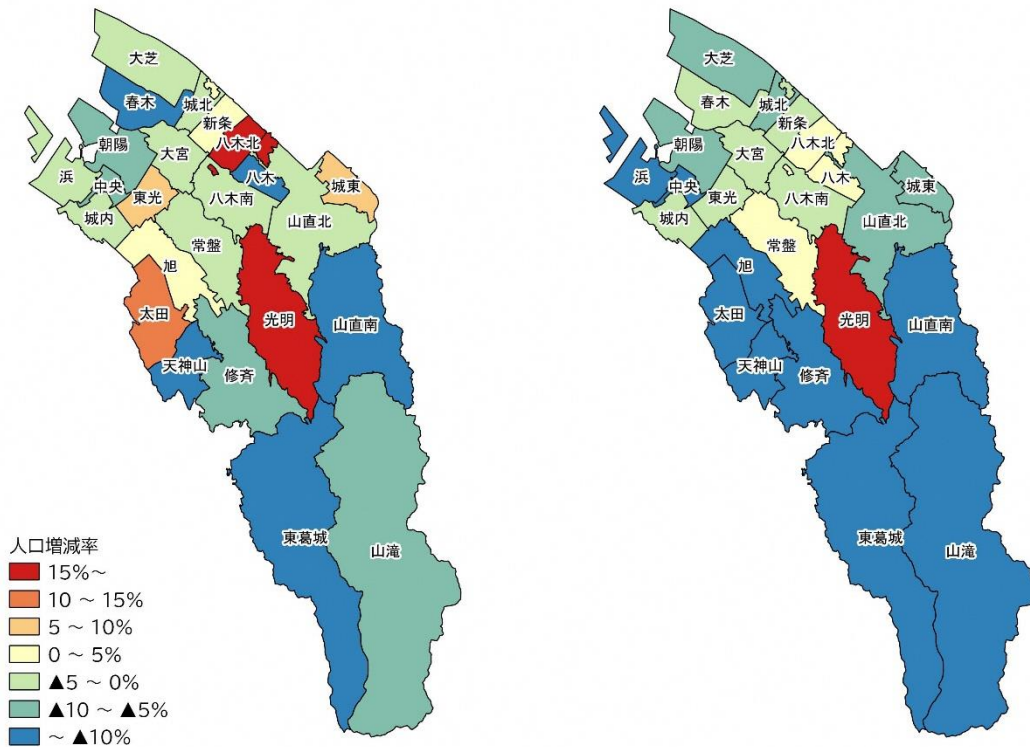 大芝
春木
城北
新条
八木北
朝陽
大宮
八木
浜
中央
東光
八木南
城東
城内
山直北
常盤
旭
太田
光明
山直南
天神山
修斉
東葛城
山滝
人口増減率
15%~
10 ~ 15%
5 ~ 10%
0 ~ 5%
▲5 ~ 0%
▲10 ~ ▲5%
~ ▲10%
大芝
春木
城北
新条
八木北
朝陽
大宮
八木
浜
中央
東光
八木南
城東
城内
山直北
常盤
旭
太田
光明
山直南
天神山
修斉
東葛城
山滝